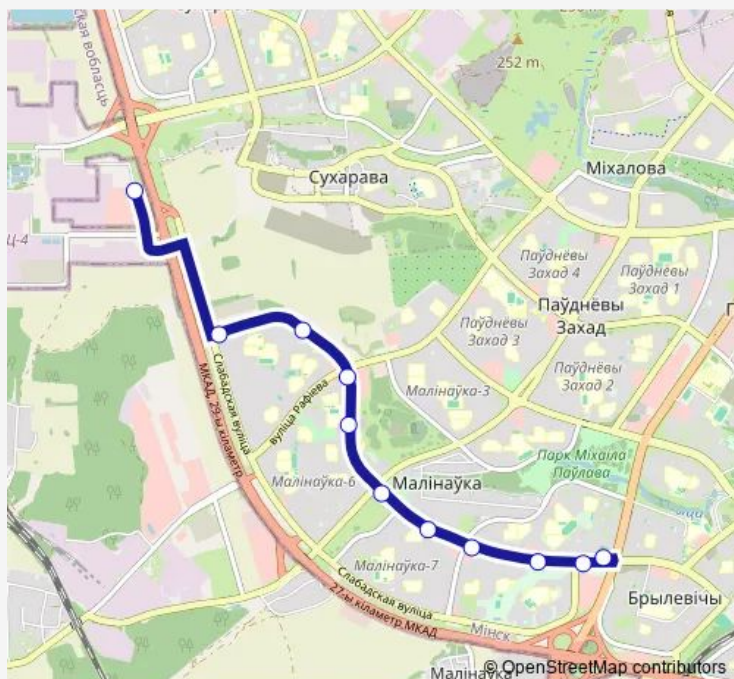 ская вобласць
252 m
Сухарава
Міхалова
Ц-4
Паўднёвы
Захад 4
Паўднёвы
Захад 1
Паўднёвы
Захад
Паўднёвы
Захад 3
Паўднёвы
Захад 2
Слабадская вуліца
МКАД, 29-ы кіламетр
вуліца Рафіева
Малінаўка-3
Парк Міхаіла
Паўлава
Малінаўка-6
Малінаўка
Малінаўка-7
Слабадская вуліца
27-ы кіламетр МКАД
Мінск
Брылевічы
Малінаўка
© OpenStreetMap contributors